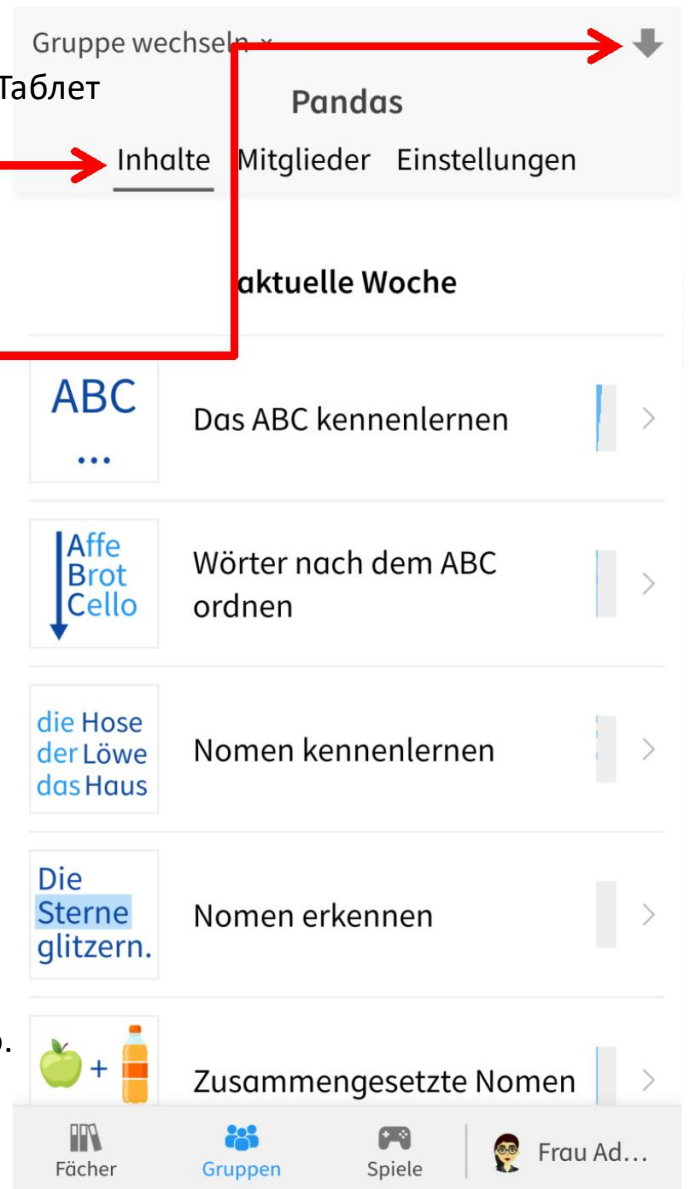 Gruppe wechseln
Таблет
Pandas
Inhalte Mitglieder Einstellungen
aktuelle Woche
ABC
...
Das ABC kennenlernen
Affe
Brot
Cello
Wörter nach dem ABC
ordnen
die Hose
der Löwe
das Haus
Nomen kennenlernen
Die
Sterne
glitzern.
Nomen erkennen
+
Zusammengesetzte Nomen
Fächer Gruppen Spiele Frau Ad...